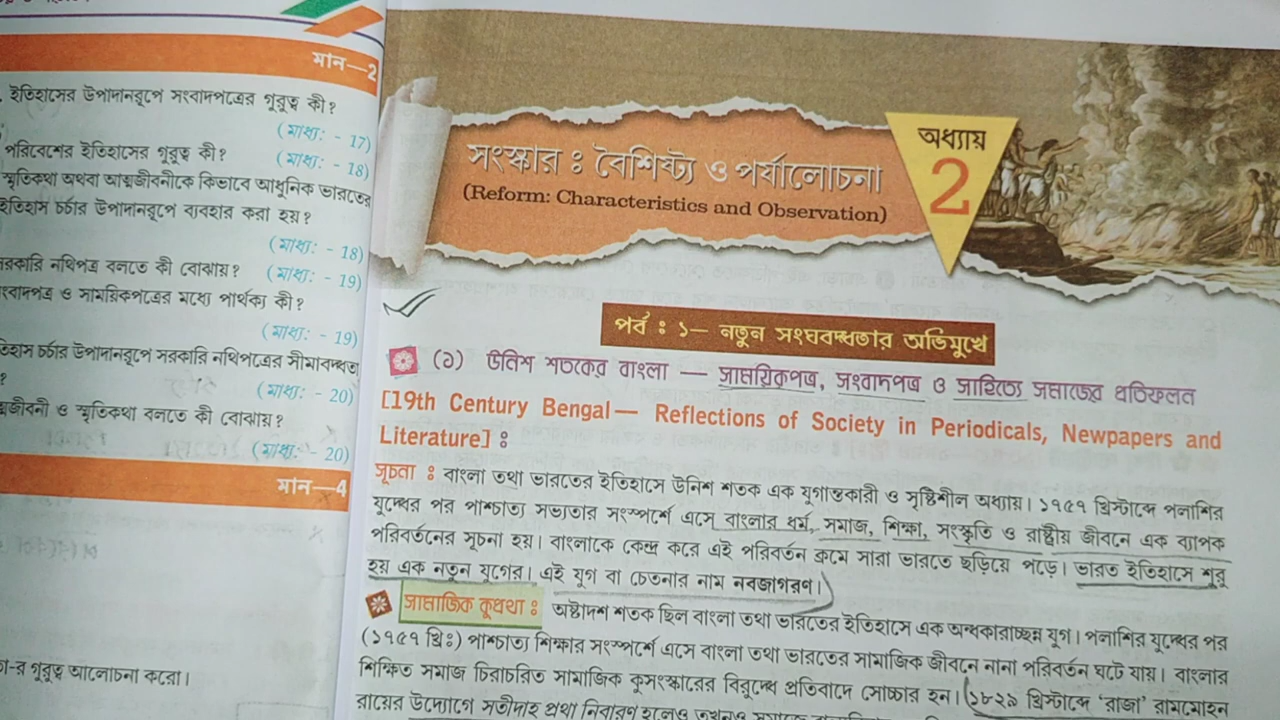 মান—2
ইতিহাসের উপাদানরূপে সংবাদপত্রের গুরুত্ব কী?
(মাধ্য: - 17)
পরিবেশের ইতিহাসের গুরুত্ব কী? (মাধ্য: - 18)
স্মৃতিকথা অথবা আত্মজীবনীকে কিভাবে আধুনিক ভারতের
ইতিহাস চর্চার উপাদানরূপে ব্যবহার করা হয়?
(মাধ্য: - 18)
নথিপত্র বলতে কী বোঝায়? (মাধ্য: - 19)
ও সাময়িকপত্রের মধ্যে পার্থক্য কী?
(মাধ্য: - 19)
চর্চার উপাদানরূপে সরকারি নথিপত্রের সীমাবদ্ধতা
?
(মাধ্য: - 20)
ও স্মৃতিকথা বলতে কী বোঝায়?
(মাধ্য: - 20)
মান—4
গুরুত্ব আলোচনা করো।
অধ্যায়
2
সংস্কার ঃ বৈশিষ্ট্য ও পর্যালোচনা
(Reform: Characteristics and Observation)
পর্ব ঃ ১— নতুন সংঘবদ্ধতার অভিমুখে
(১) উনিশ শতকের বাংলা — সাময়িকপত্র, সংবাদপত্র ও সাহিত্যে সমাজের প্রতিফলন
[19th Century Bengal— Reflections of Society in Periodicals, Newpapers and
Literature] ঃ
সূচনা ঃ বাংলা তথা ভারতের ইতিহাসে উনিশ শতক এক যুগান্তকারী ও সৃষ্টিশীল অধ্যায়। ১৭৫৭ খ্রিস্টাব্দে পলাশির
যুদ্ধের পর পাশ্চাত্য সভ্যতার সংস্পর্শে এসে বাংলার ধর্ম, সমাজ, শিক্ষা, সংস্কৃতি ও রাষ্ট্রীয় জীবনে এক ব্যাপক
পরিবর্তনের সূচনা হয়। বাংলাকে কেন্দ্র করে এই পরিবর্তন ক্রমে সারা ভারতে ছড়িয়ে পড়ে। ভারত ইতিহাসে শুরু
হয় এক নতুন যুগের। এই যুগ বা চেতনার নাম নবজাগরণ।
সামাজিক কুপ্রথা ঃ অষ্টাদশ শতক ছিল বাংলা তথা ভারতের ইতিহাসে এক অন্ধকারাচ্ছন্ন যুগ। পলাশির যুদ্ধের পর
(১৭৫৭ খ্রিঃ) পাশ্চাত্য শিক্ষার সংস্পর্শে এসে বাংলা তথা ভারতের সামাজিক জীবনে নানা পরিবর্তন ঘটে যায়। বাংলার
শিক্ষিত সমাজ চিরাচরিত সামাজিক কুসংস্কারের বিরুদ্ধে প্রতিবাদে সোচ্চার হন। ১৮২৯ খ্রিস্টাব্দে ‘রাজা’ রামমোহন
রায়ের উদ্যোগে সতীদাহ প্রথা নিবারণ হলেও তখনও সমাজে